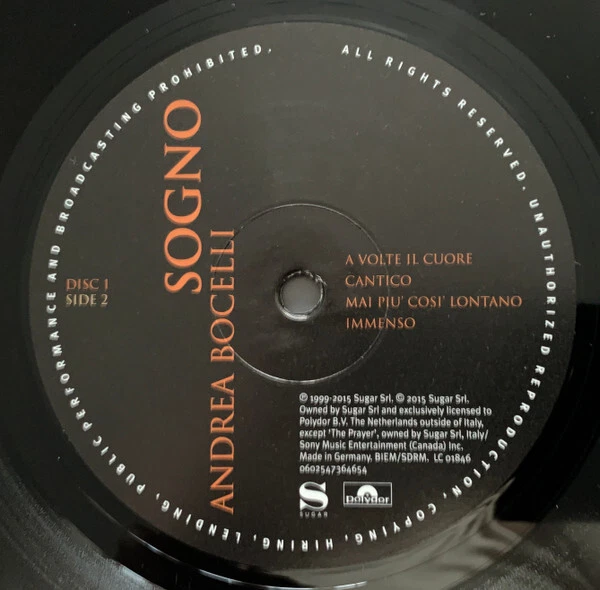 ALL RIGHTS RESERVED. UNAUTHORIZED REPRODUCTION, COPYING, HIRING, LENDING, PUBLIC PERFORMANCE AND BROADCASTING PROHIBITED.
SOGNO
ANDREA BOCELLI
DISC 1
SIDE 2
A VOLTE IL CUORE
CANTICO
MAI PIU' COSI' LONTANO
IMMENSO
℗ 1999-2015 Sugar Srl. © 2015 Sugar Srl.
Owned by Sugar Srl and exclusively licensed to
Polydor B.V. The Netherlands outside of Italy,
except 'The Prayer', owned by Sugar Srl, Italy/
Sony Music Entertainment (Canada) Inc.
Made in Germany. BIEM/SDRM. LC 01846
0602547364654
S
SUGAR
Polydor